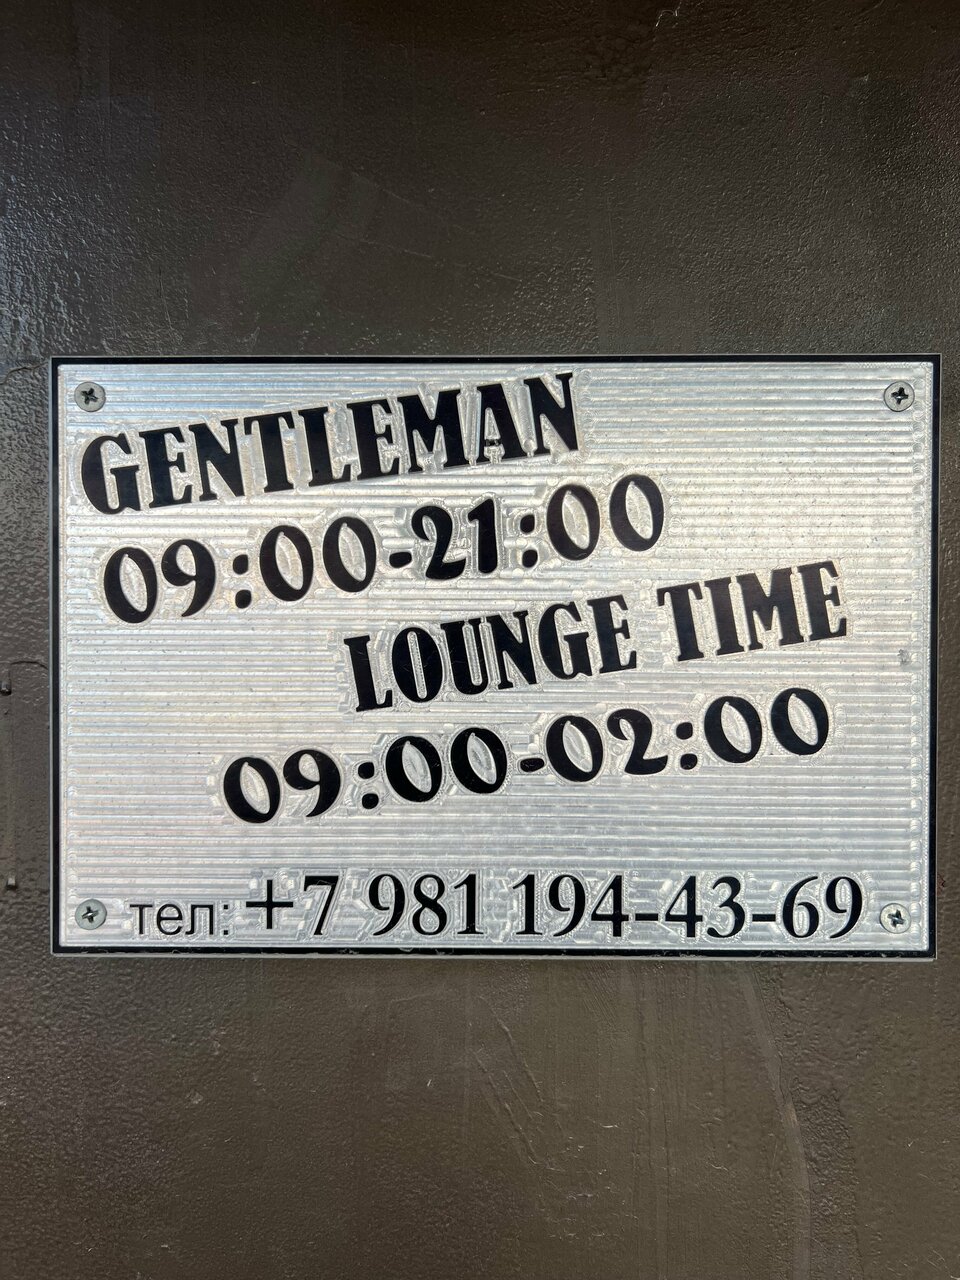 GENTLEMAN
09:00-21:00
LOUNGE TIME
09:00-02:00
тел: +7 981 194-43-69